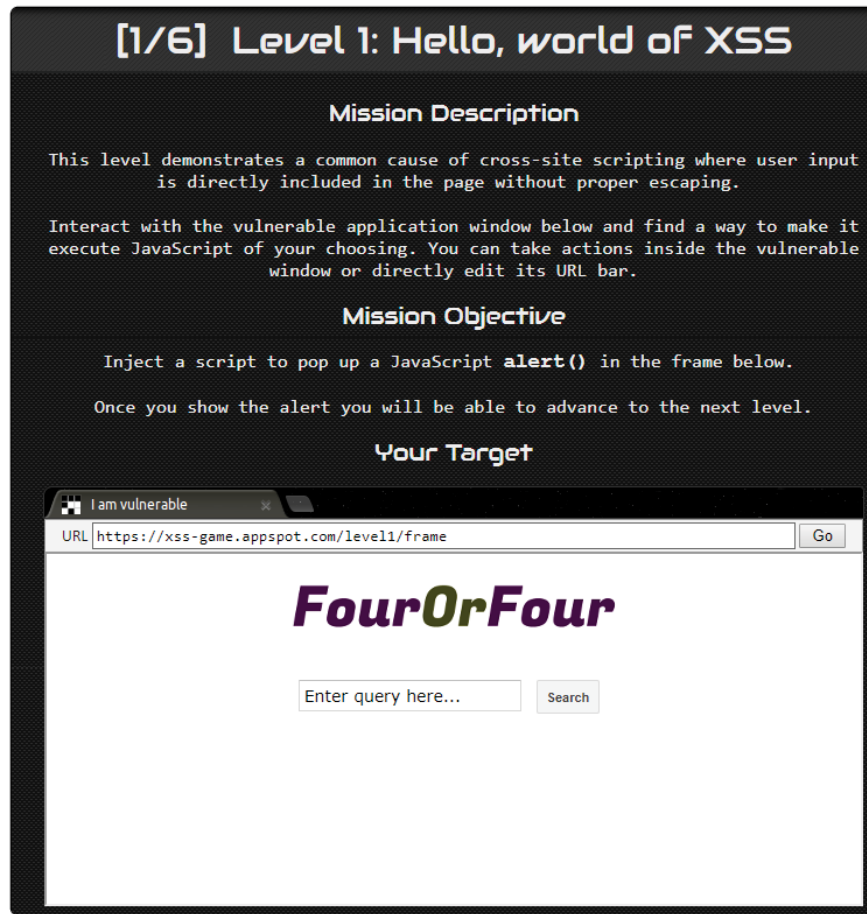 [1/6] Level 1: Hello, world of XSS
Mission Description
This level demonstrates a common cause of cross-site scripting where user input
is directly included in the page without proper escaping.
Interact with the vulnerable application window below and find a way to make it
execute JavaScript of your choosing. You can take actions inside the vulnerable
window or directly edit its URL bar.
Mission Objective
Inject a script to pop up a JavaScript alert() in the frame below.
Once you show the alert you will be able to advance to the next level.
Your Target
I am vulnerable
URL https://xss-game.appspot.com/level1/frame Go
FourOrFour
Enter query here... Search